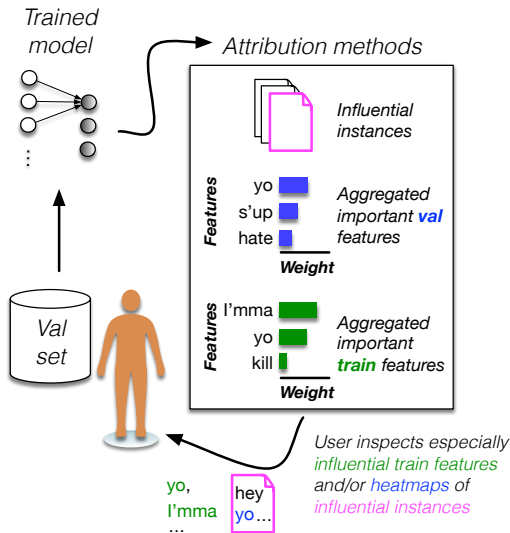 Trained
model
Attribution methods
Influential
instances
Features
yo
s'up
hate
Weight
Aggregated
important val
features
Val
set
Features
I'mma
yo
kill
Weight
Aggregated
important
train features
User inspects especially
influential train features
and/or heatmaps of
influential instances
yo,
I'mma
...
hey
yo...